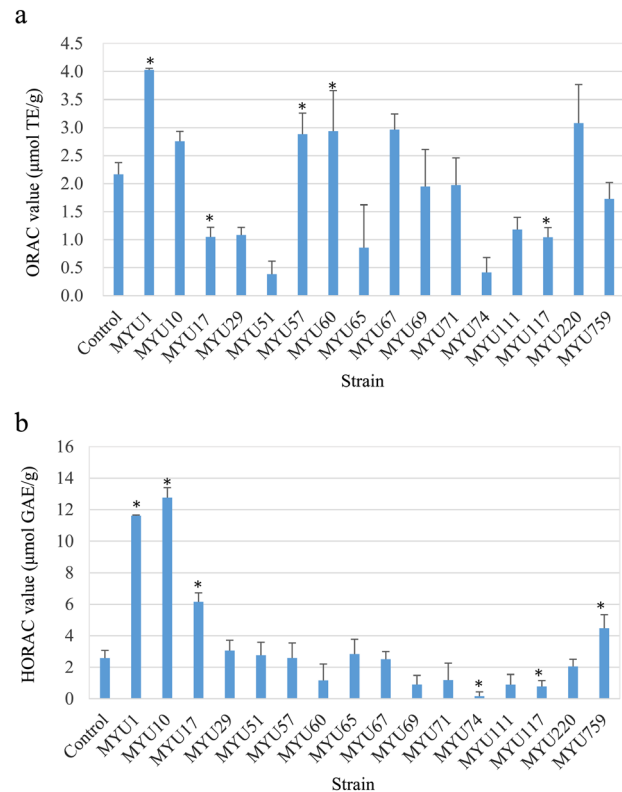 a
ORAC value (μmol TE/g)
4.5
4.0
3.5
3.0
2.5
2.0
1.5
1.0
0.5
0.0
* * * * *
Control MYU1 MYU10 MYU17 MYU29 MYU51 MYU57 MYU60 MYU65 MYU67 MYU69 MYU71 MYU74 MYU111 MYU117 MYU220 MYU759
Strain
b
HORAC value (μmol GAE/g)
16
14
12
10
8
6
4
2
0
* * * * * *
Control MYU1 MYU10 MYU17 MYU29 MYU51 MYU57 MYU60 MYU65 MYU67 MYU69 MYU71 MYU74 MYU111 MYU117 MYU220 MYU759
Strain